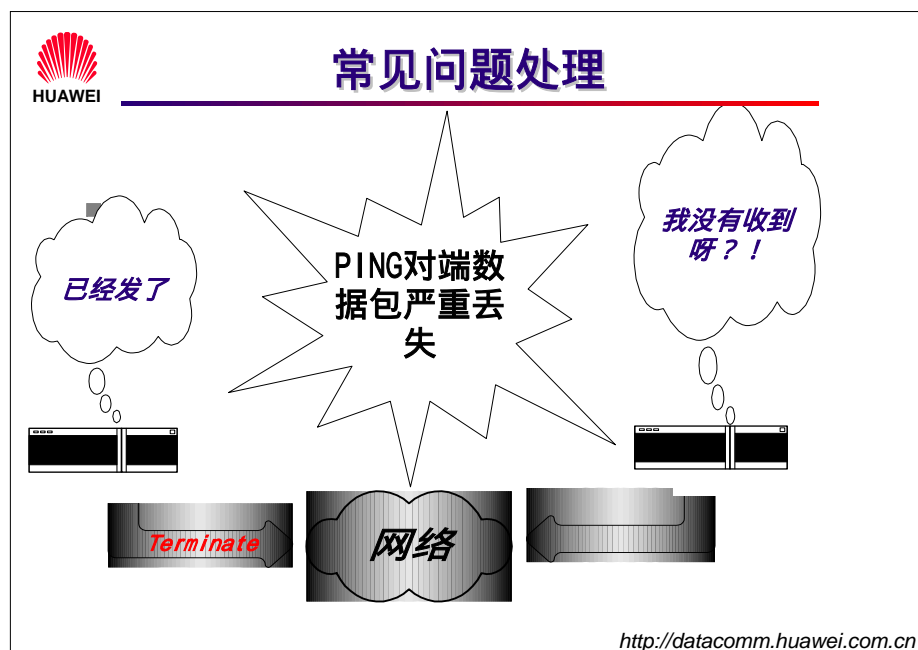 HUAWEI
常见问题处理
已经发了
PING对端数
据包严重丢
失
我没有收到
呀？！
Terminate
网络
http://datacomm.huawei.com.cn